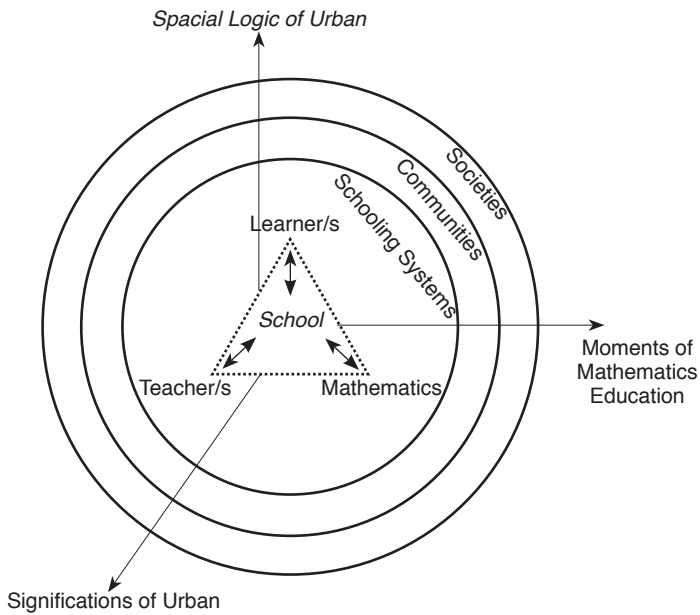 Spacial Logic of Urban
Societies
Communities
Schooling Systems
Learner/s
School
Teacher/s
Mathematics
Moments of
Mathematics
Education
Significations of Urban